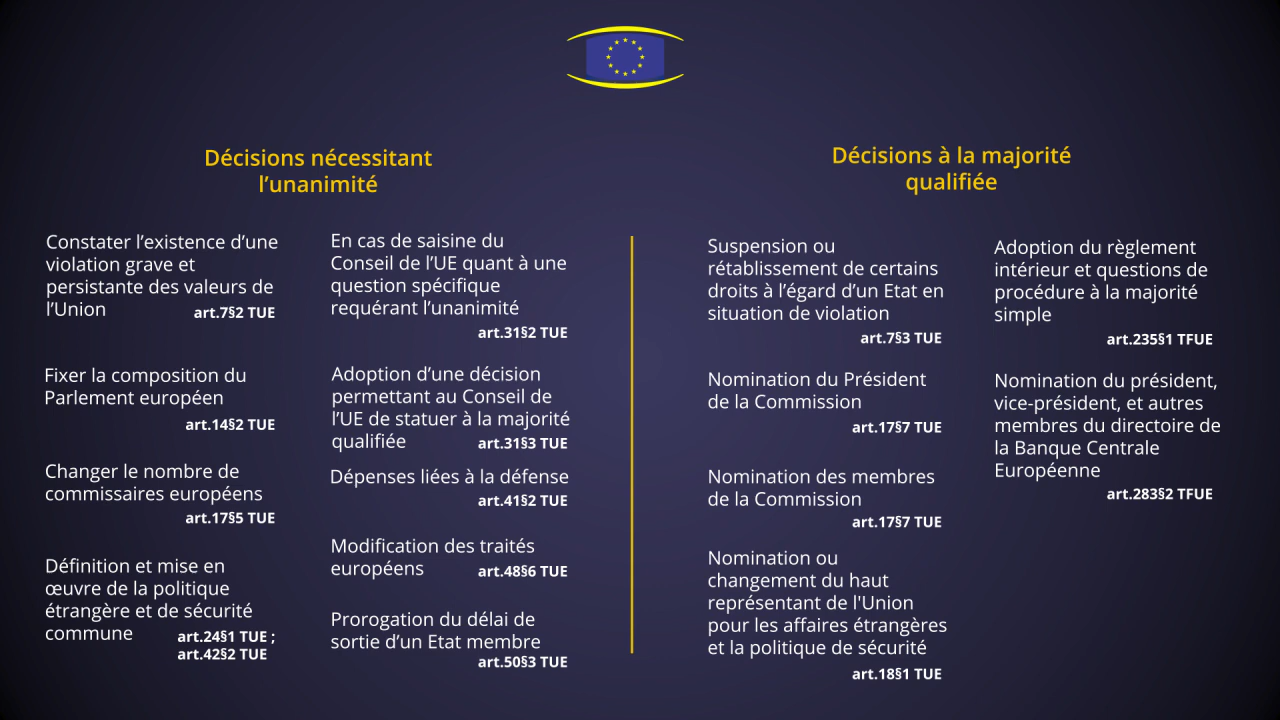 Décisions nécessitant
l’unanimité
Constater l’existence d’une
violation grave et
persistante des valeurs de
l’Union art.7§2 TUE
Fixer la composition du
Parlement européen
art.14§2 TUE
Changer le nombre de
commissaires européens
art.17§5 TUE
Définition et mise en
œuvre de la politique
étrangère et de sécurité
commune art.24§1 TUE ;
art.42§2 TUE
En cas de saisine du
Conseil de l’UE quant à une
question spécifique
requérant l’unanimité
art.31§2 TUE
Adoption d’une décision
permettant au Conseil de
l’UE de statuer à la majorité
qualifiée art.31§3 TUE
Dépenses liées à la défense
art.41§2 TUE
Modification des traités
européens art.48§6 TUE
Prorogation du délai de
sortie d’un Etat membre
art.50§3 TUE
Décisions à la majorité
qualifiée
Suspension ou
rétablissement de certains
droits à l’égard d’un Etat en
situation de violation
art.7§3 TUE
Nomination du Président
de la Commission
art.17§7 TUE
Nomination des membres
de la Commission
art.17§7 TUE
Nomination ou
changement du haut
représentant de l'Union
pour les affaires étrangères
et la politique de sécurité
art.18§1 TUE
Adoption du règlement
intérieur et questions de
procédure à la majorité
simple
art.235§1 TFUE
Nomination du président,
vice-président, et autres
membres du directoire de
la Banque Centrale
Européenne
art.283§2 TFUE